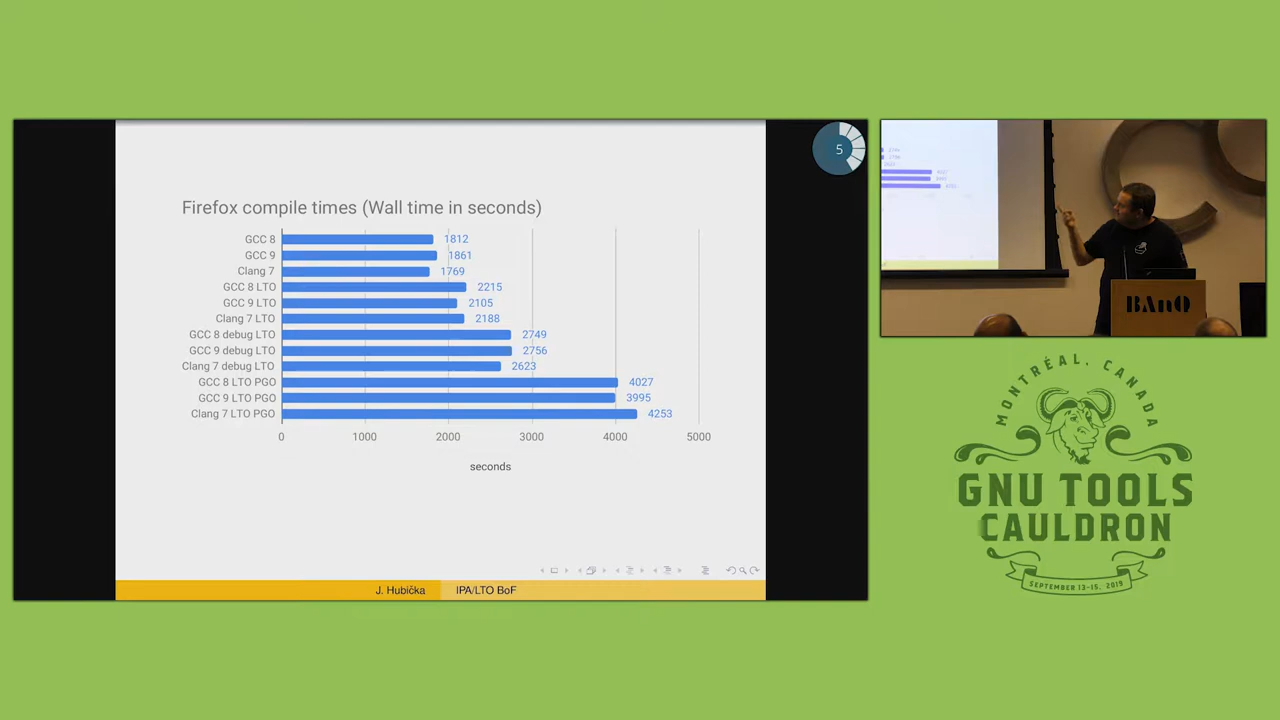 5
Firefox compile times (Wall time in seconds)
GCC 8 1812
GCC 9 1861
Clang 7 1769
GCC 8 LTO 2215
GCC 9 LTO 2105
Clang 7 LTO 2188
GCC 8 debug LTO 2749
GCC 9 debug LTO 2756
Clang 7 debug LTO 2623
GCC 8 LTO PGO 4027
GCC 9 LTO PGO 3995
Clang 7 LTO PGO 4253
0 1000 2000 3000 4000 5000
seconds
J. Hubička IPA/LTO BoF
BAnQ
MONTRÉAL, CANADA
GNU TOOLS
CAULDRON
SEPTEMBER 13-15, 2019